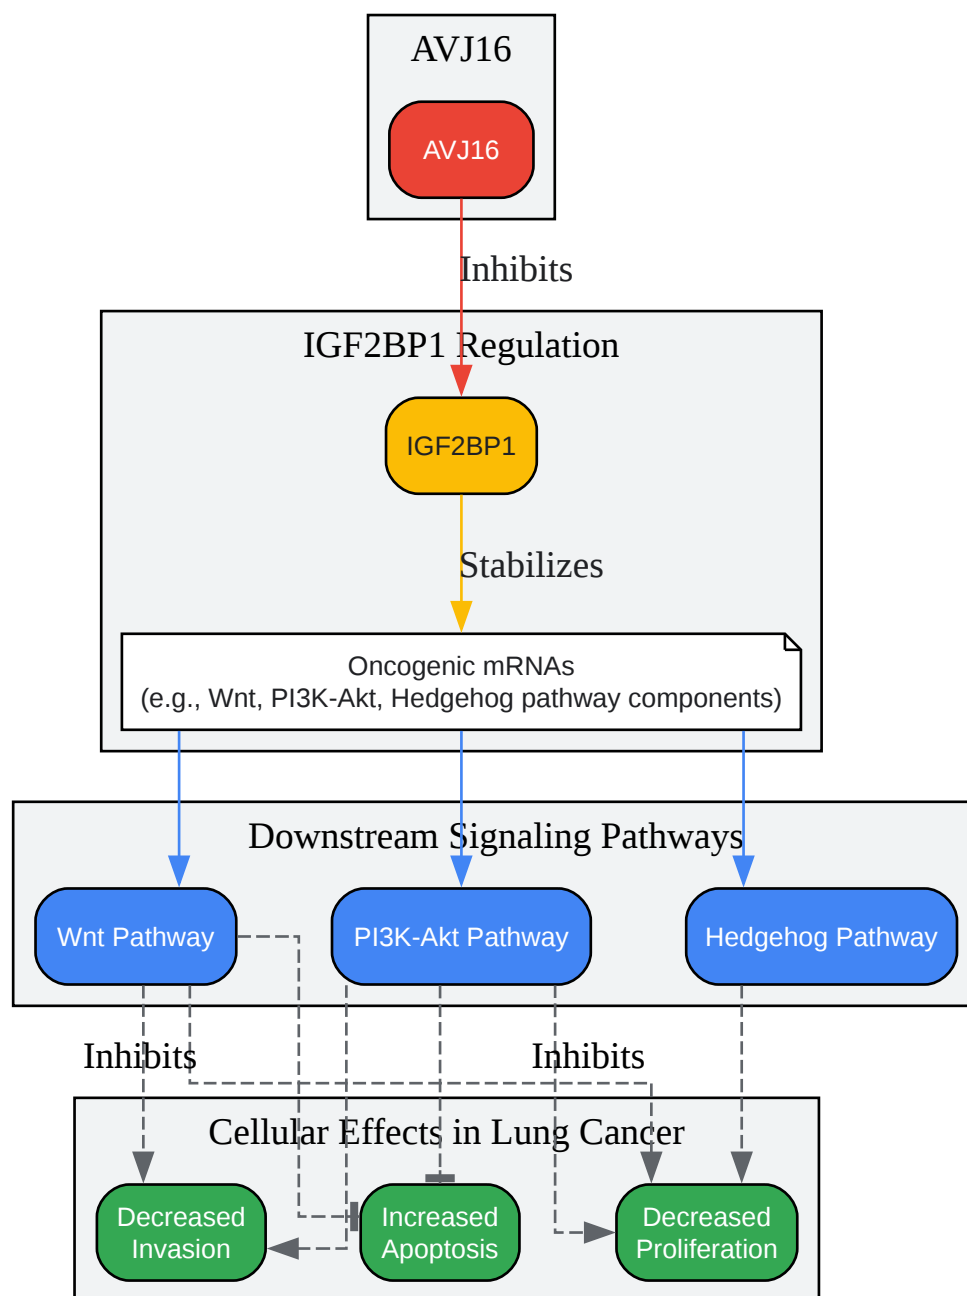 AVJ16
AVJ16
Inhibits
IGF2BP1 Regulation
IGF2BP1
Stabilizes
Oncogenic mRNAs
(e.g., Wnt, PI3K-Akt, Hedgehog pathway components)
Downstream Signaling Pathways
Wnt Pathway
PI3K-Akt Pathway
Hedgehog Pathway
Inhibits
Inhibits
Cellular Effects in Lung Cancer
Decreased
Invasion
Increased
Apoptosis
Decreased
Proliferation